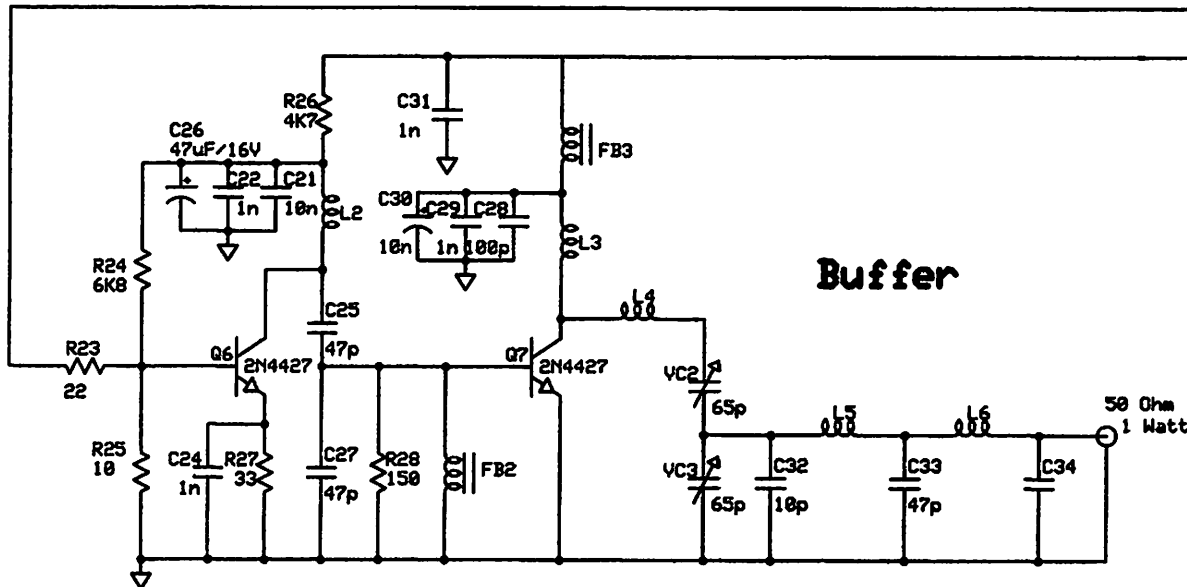 R26
4K7
C31
1n
C26
47uF/16V
FB3
C22
1n
C21
10n
L2
C30
10n
C29
1n
C28
100p
L3
R24
6K8
Buffer
L4
C25
47p
R23
22
Q6
2N4427
Q7
2N4427
VC2
65p
50 Ohm
1 Watt
L5
L6
R25
10
C24
1n
R27
33
C27
47p
R28
150
FB2
VC3
65p
C32
10p
C33
47p
C34